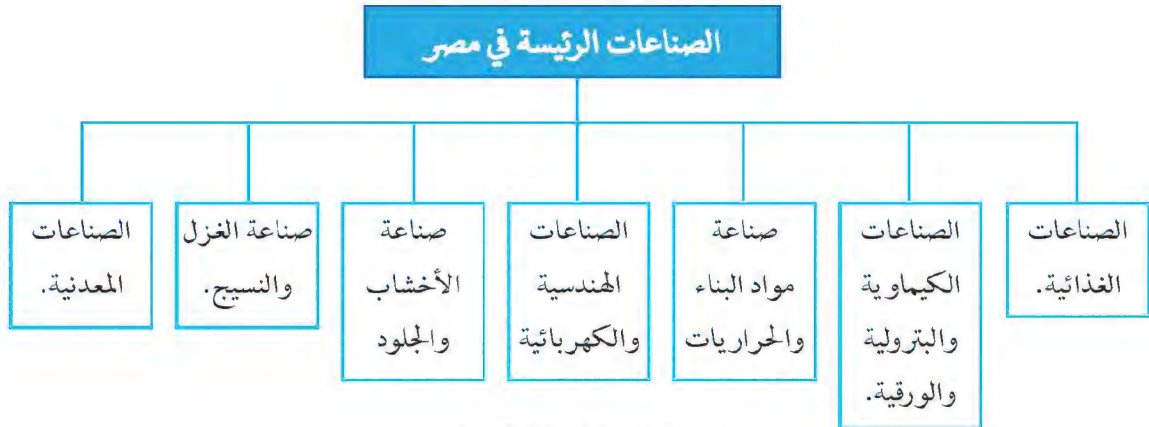 الصناعات الرئيسة في مصر
الصناعات
الغذائية.
الصناعات
الكيماوية
والبترولية
والورقية.
صناعة
مواد البناء
والحراريات
الصناعات
الهندسية
والكهربائية
صناعة
الأخشاب
والجلود
صناعة الغزل
والنسيج.
الصناعات
المعدنية.